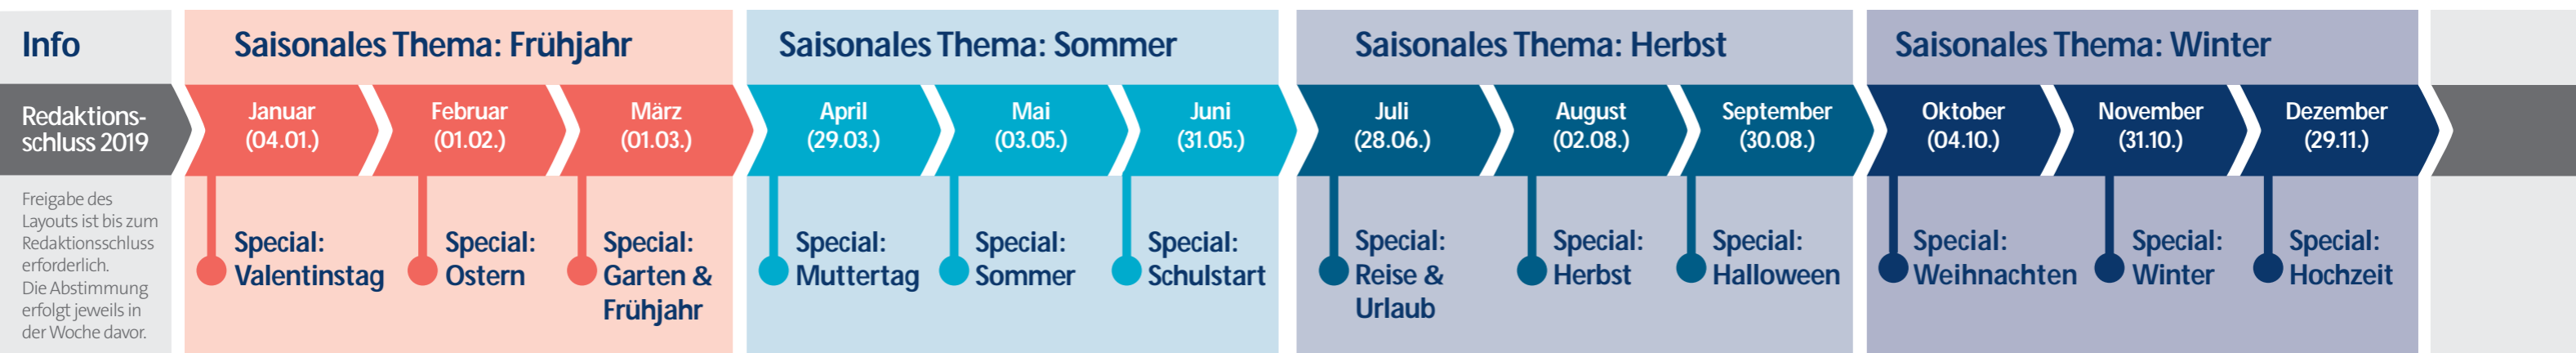 Info
Redaktions-
schluss 2019
Freigabe des
Layouts ist bis zum
Redaktionsschluss
erforderlich.
Die Abstimmung
erfolgt jeweils in
der Woche davor.
Saisonales Thema: Frühjahr
Januar
(04.01.)
Februar
(01.02.)
März
(01.03.)
Special:
Valentinstag
Special:
Ostern
Special:
Garten &
Frühjahr
Saisonales Thema: Sommer
April
(29.03.)
Mai
(03.05.)
Juni
(31.05.)
Special:
Muttertag
Special:
Sommer
Special:
Schulstart
Saisonales Thema: Herbst
Juli
(28.06.)
August
(02.08.)
September
(30.08.)
Special:
Reise &
Urlaub
Special:
Herbst
Special:
Halloween
Saisonales Thema: Winter
Oktober
(04.10.)
November
(31.10.)
Dezember
(29.11.)
Special:
Weihnachten
Special:
Winter
Special:
Hochzeit